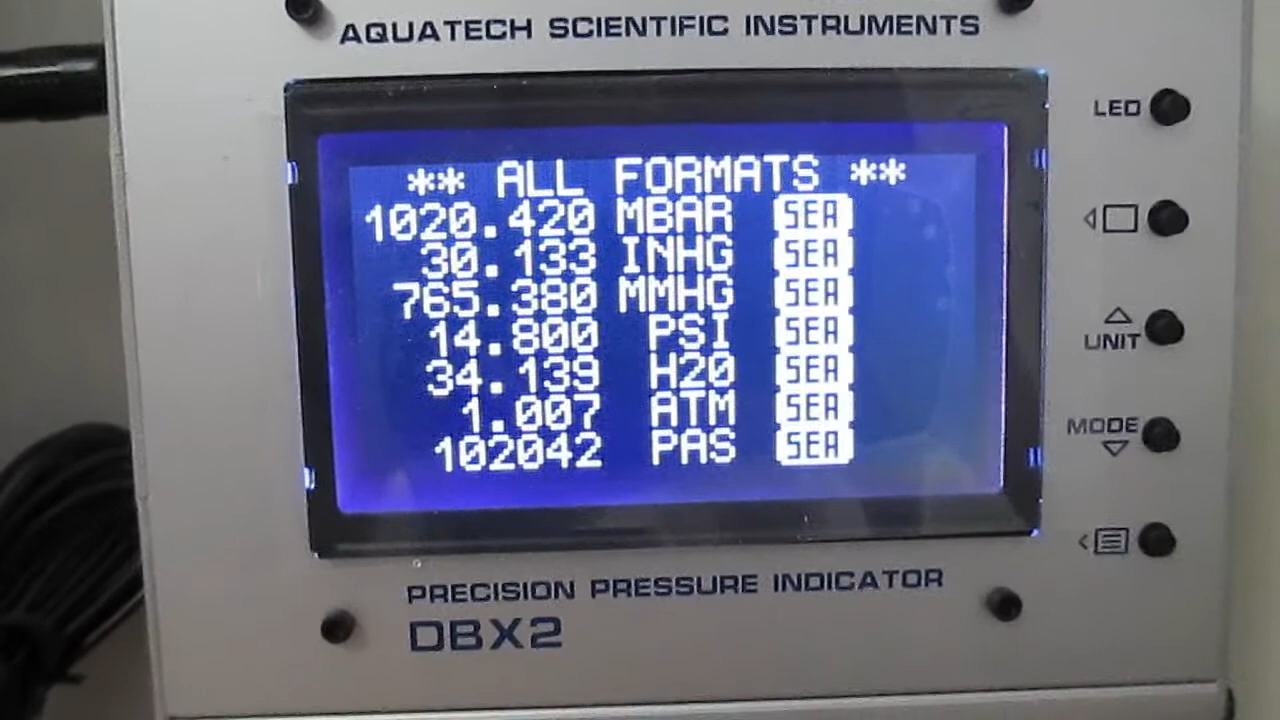 AQUATECH SCIENTIFIC INSTRUMENTS
LED
** ALL FORMATS **
1020.420 MBAR SEA
30.133 INHG SEA
765.380 MMHG SEA
14.800 PSI SEA
34.139 H20 SEA
1.007 ATM SEA
102042 PAS SEA
UNIT
MODE
PRECISION PRESSURE INDICATOR
DBX2